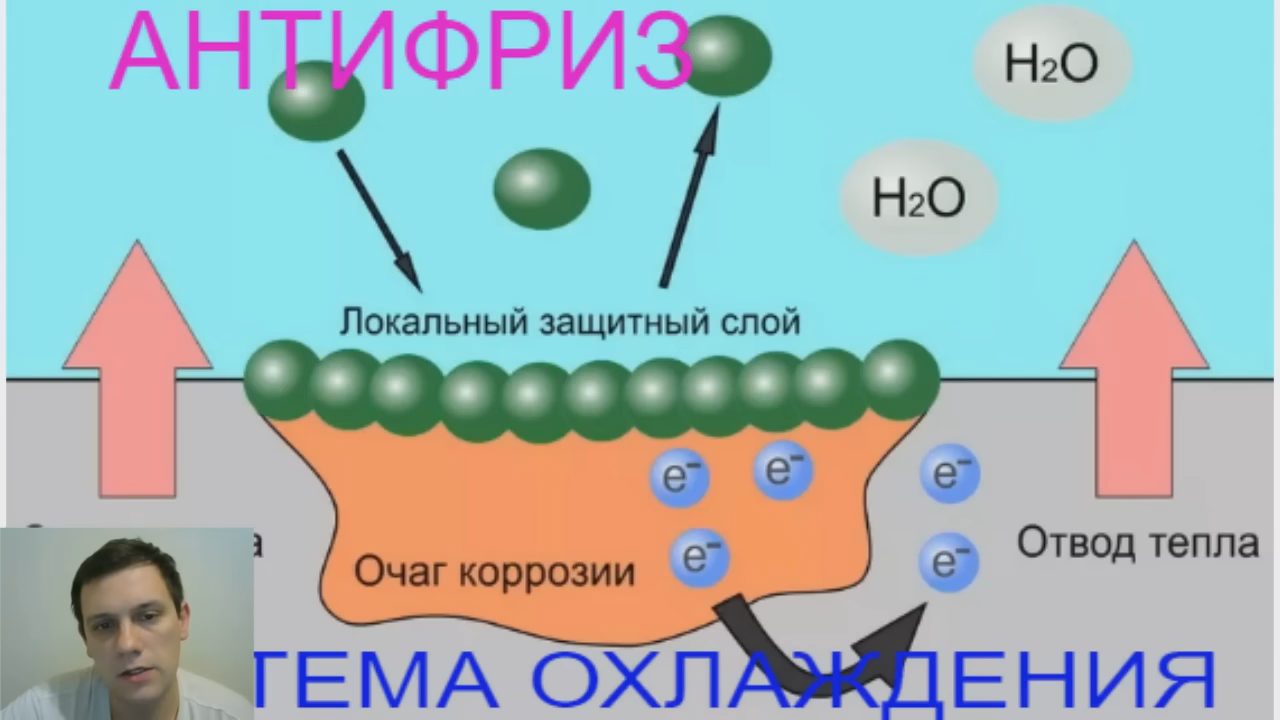 АНТИФРИЗ
H₂O
H₂O
Локальный защитный слой
e⁻
e⁻
e⁻
e⁻
e⁻
Отвод тепла
Очаг коррозии
ТЕМА ОХЛАЖДЕНИЯ